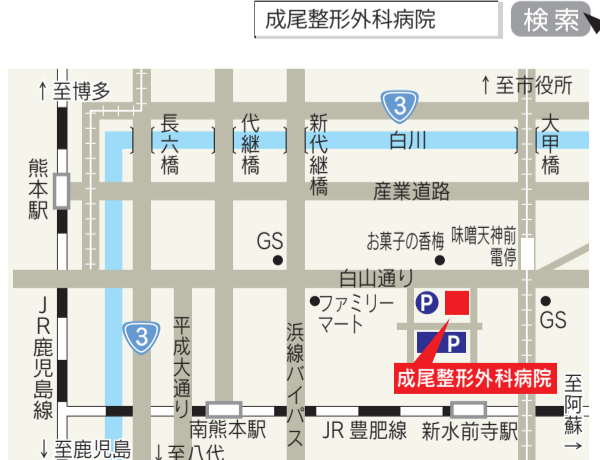 成尾整形外科病院
検索
↑至博多
↑至市役所
3
長六橋
代継橋
新代継橋
白川
大甲橋
熊本駅
産業道路
GS
お菓子の香梅
味噌天神前
電停
白山通り
ファミリー
マート
P
GS
3
JR鹿児島線
平成大通り
浜線バイパス
P
成尾整形外科病院
至阿蘇→
南熊本駅
JR 豊肥線
新水前寺駅
↓至鹿児島
↓至八代